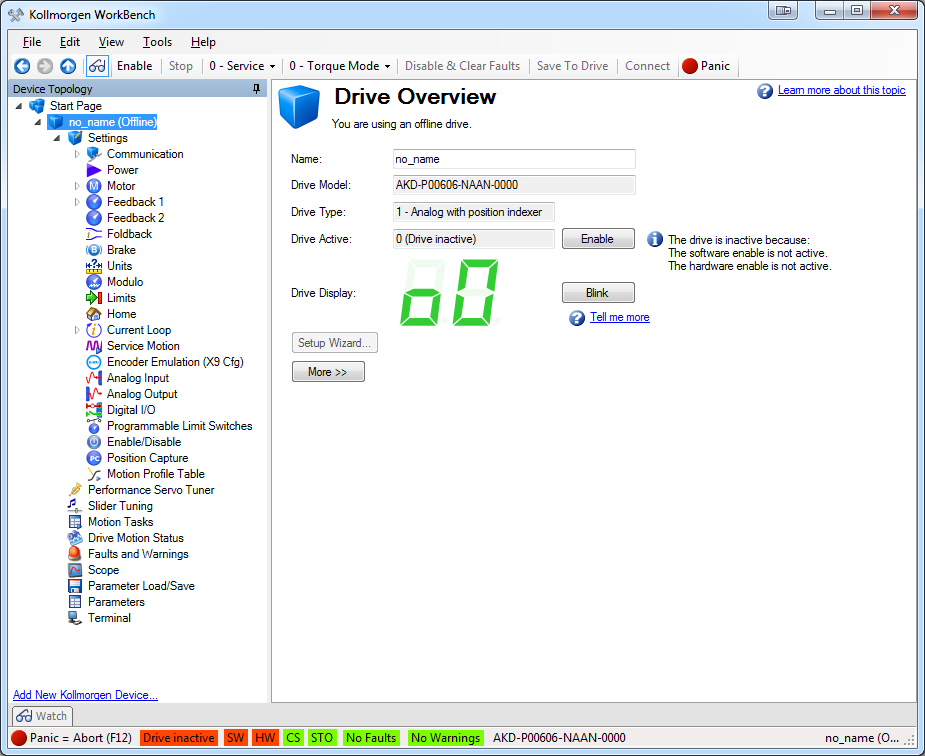 Kollmorgen WorkBench
File Edit View Tools Help
Enable Stop 0 - Service 0 - Torque Mode Disable & Clear Faults Save To Drive Connect Panic
Device Topology
Start Page
no_name (Offline)
Settings
Communication
Power
Motor
Feedback 1
Feedback 2
Foldback
Brake
Units
Modulo
Limits
Home
Current Loop
Service Motion
Encoder Emulation (X9 Cfg)
Analog Input
Analog Output
Digital I/O
Programmable Limit Switches
Enable/Disable
Position Capture
Motion Profile Table
Performance Servo Tuner
Slider Tuning
Motion Tasks
Drive Motion Status
Faults and Warnings
Scope
Parameter Load/Save
Parameters
Terminal
Add New Kollmorgen Device...
Drive Overview
Learn more about this topic
You are using an offline drive.
Name: no_name
Drive Model: AKD-P00606-NAAN-0000
Drive Type: 1 - Analog with position indexer
Drive Active: 0 (Drive inactive) Enable
The drive is inactive because:
The software enable is not active.
The hardware enable is not active.
Drive Display: o0 Blink
Tell me more
Setup Wizard...
More >>
Watch
Panic = Abort (F12) Drive inactive SW HW CS STO No Faults No Warnings AKD-P00606-NAAN-0000 no_name (O...